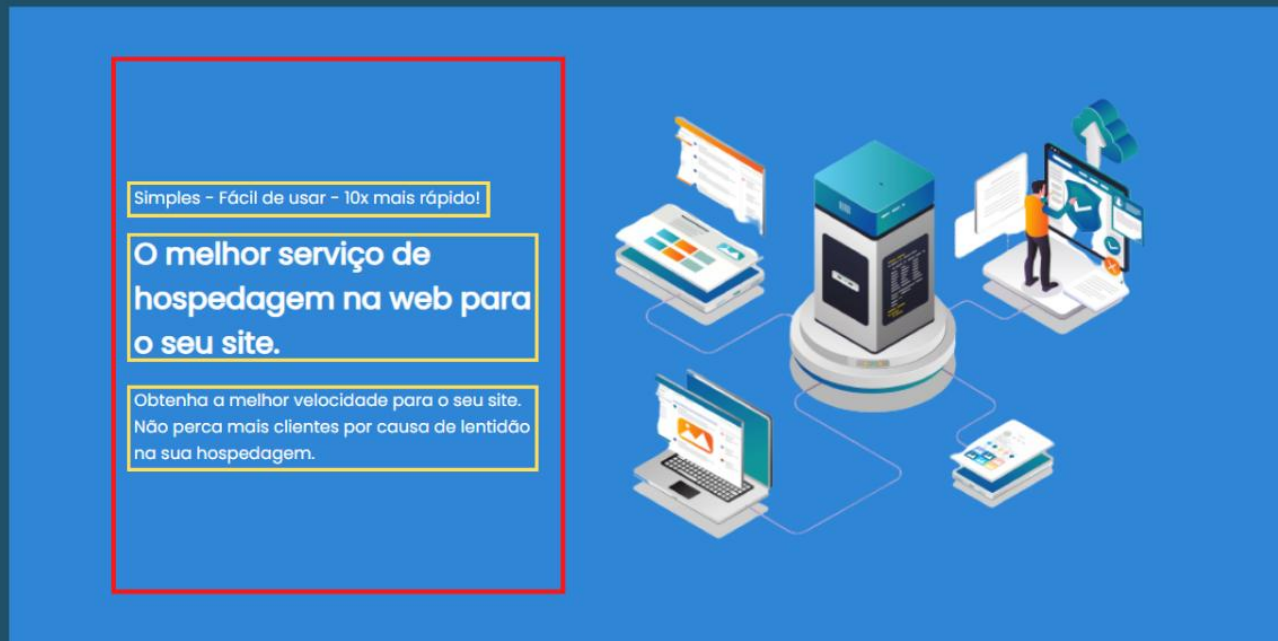 Simples - Fácil de usar - 10x mais rápido!
O melhor serviço de
hospedagem na web para
o seu site.
Obtenha a melhor velocidade para o seu site.
Não perca mais clientes por causa de lentidão
na sua hospedagem.